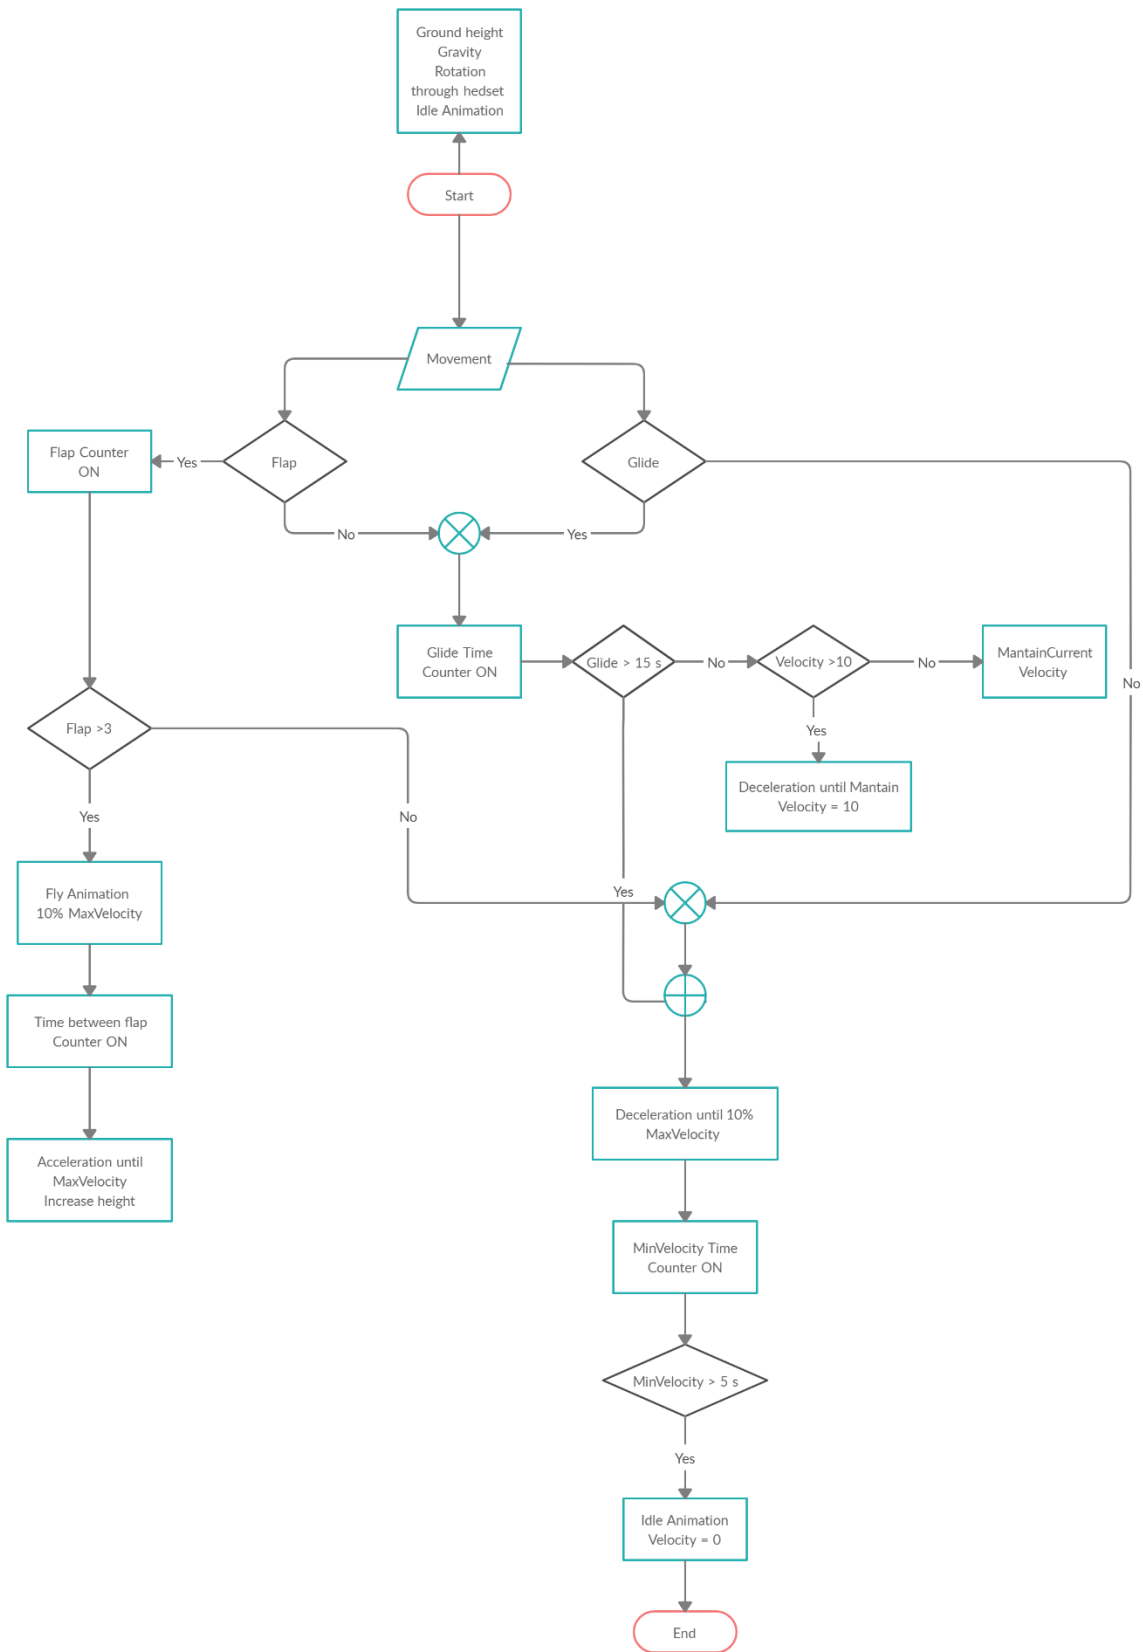 Ground height
Gravity
Rotation
through hedset
Idle Animation
Start
Movement
Flap Counter
ON
Yes
Flap
Glide
No
Yes
Glide Time
Counter ON
Glide > 15 s
No
Velocity >10
No
MantainCurrent
Velocity
No
Flap >3
Yes
Deceleration until Mantain
Velocity = 10
Yes
No
Fly Animation
10% MaxVelocity
Yes
Time between flap
Counter ON
Deceleration until 10%
MaxVelocity
Acceleration until
MaxVelocity
Increase height
MinVelocity Time
Counter ON
MinVelocity > 5 s
Yes
Idle Animation
Velocity = 0
End